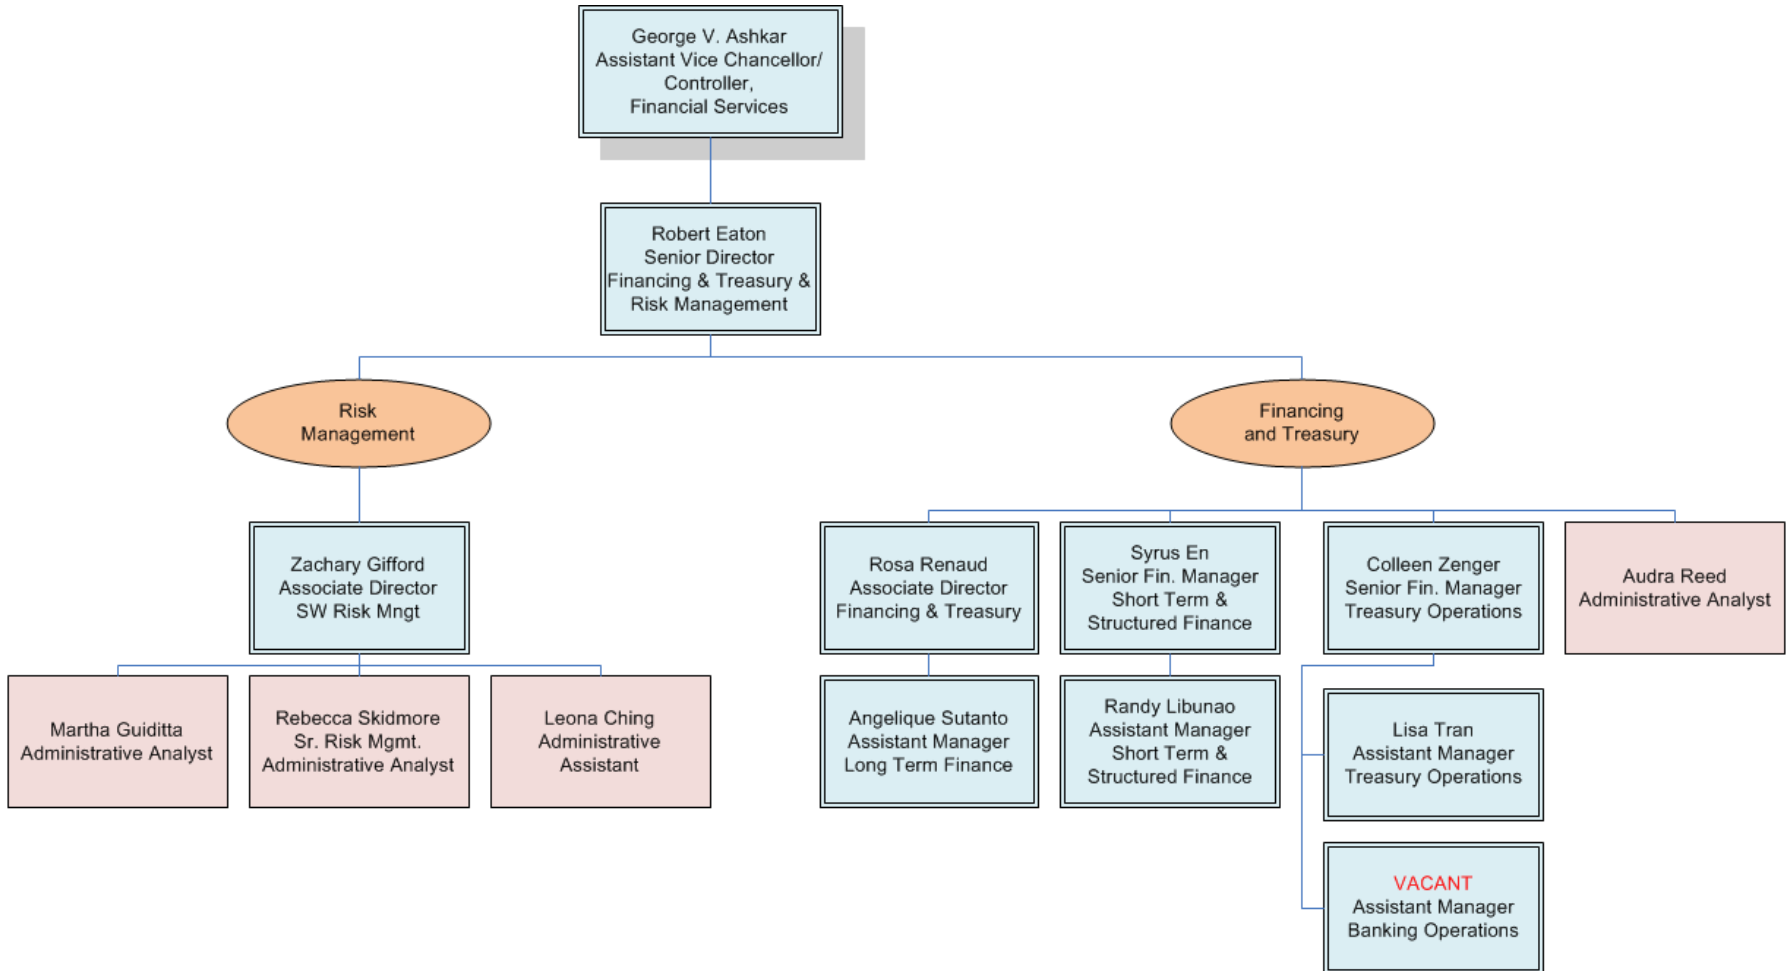 George V. Ashkar
Assistant Vice Chancellor/
Controller,
Financial Services
Robert Eaton
Senior Director
Financing & Treasury &
Risk Management
Risk
Management
Financing
and Treasury
Zachary Gifford
Associate Director
SW Risk Mngt
Rosa Renaud
Associate Director
Financing & Treasury
Syrus En
Senior Fin. Manager
Short Term &
Structured Finance
Colleen Zenger
Senior Fin. Manager
Treasury Operations
Audra Reed
Administrative Analyst
Martha Guiditta
Administrative Analyst
Rebecca Skidmore
Sr. Risk Mgmt.
Administrative Analyst
Leona Ching
Administrative
Assistant
Angelique Sutanto
Assistant Manager
Long Term Finance
Randy Libunao
Assistant Manager
Short Term &
Structured Finance
Lisa Tran
Assistant Manager
Treasury Operations
VACANT
Assistant Manager
Banking Operations